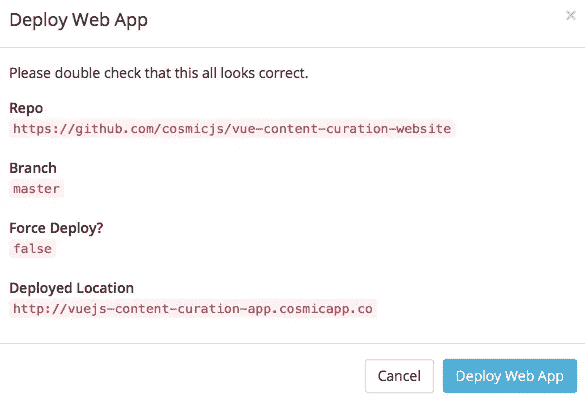 Deploy Web App
×
Please double check that this all looks correct.
Repo
https://github.com/cosmicjs/vue-content-curation-website
Branch
master
Force Deploy?
false
Deployed Location
http://vuejs-content-curation-app.cosmicapp.co
Cancel
Deploy Web App